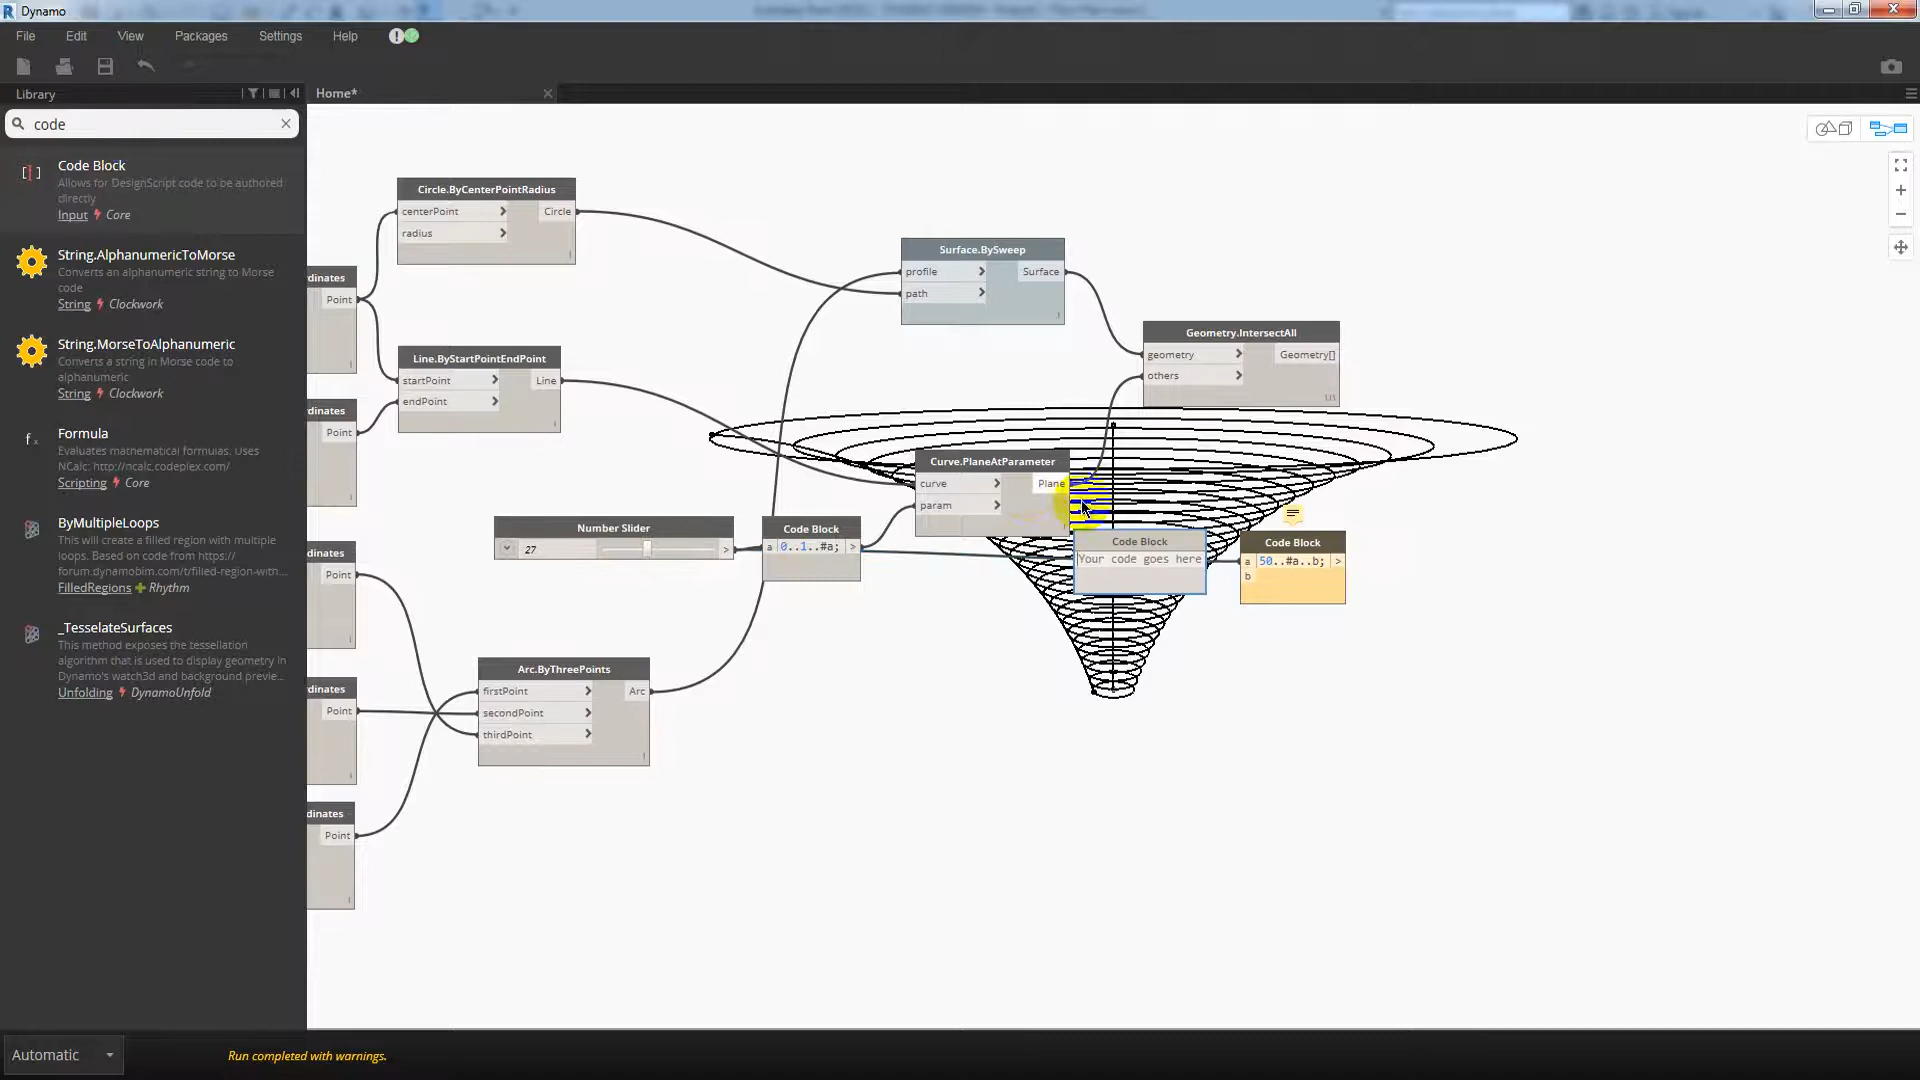 Dynamo
File Edit View Packages Settings Help
Library
Home*
code
Code Block
Allows for DesignScript code to be authored
directly
Input Core
String.AlphanumericToMorse
Converts an alphanumeric string to Morse
code
String Clockwork
String.MorseToAlphanumeric
Converts a string in Morse code to
alphanumeric
String Clockwork
Formula
Evaluates mathematical formulas. Uses
NCalc: http://ncalc.codeplex.com/
Scripting Core
ByMultipleLoops
This will create a filled region with multiple
loops. Based on code from https://
forum.dynamobim.com/t/filled-region-with...
FilledRegions Rhythm
_TesselateSurfaces
This method exposes the tessellation
algorithm that is used to display geometry in
Dynamo's watch3d and background previe...
Unfolding DynamoUnfold
Circle.ByCenterPointRadius
centerPoint > Circle
radius >
dinates
Point
Line.ByStartPointEndPoint
startPoint > Line
endPoint >
dinates
Point
Surface.BySweep
profile > Surface
path >
Geometry.IntersectAll
geometry > Geometry[]
others >
Curve.PlaneAtParameter
curve > Plane
param >
Number Slider
27 >
Code Block
a 0..1..#a; >
Code Block
Your code goes here
Code Block
a 50..#a..b; >
b
dinates
Point
Arc.ByThreePoints
firstPoint > Arc
secondPoint >
thirdPoint >
dinates
Point
dinates
Point
Automatic
Run completed with warnings.